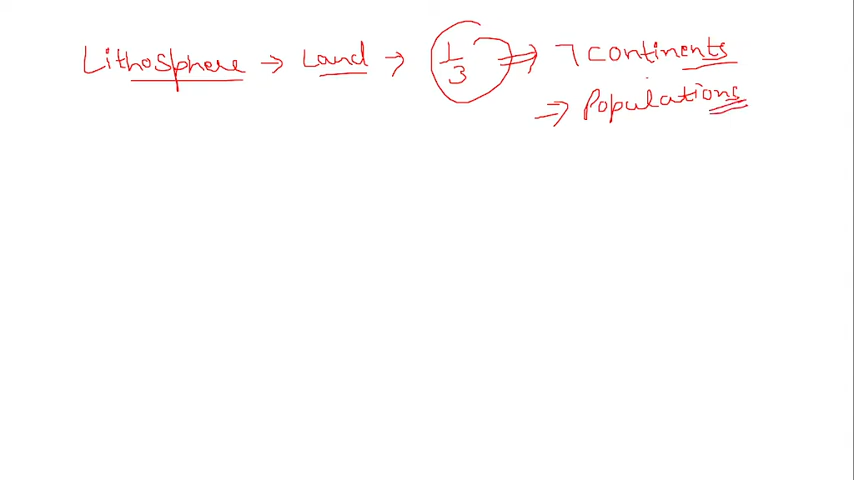 Lithosphere → Land → 1/3 ⇒ 7 continents
→ Populations